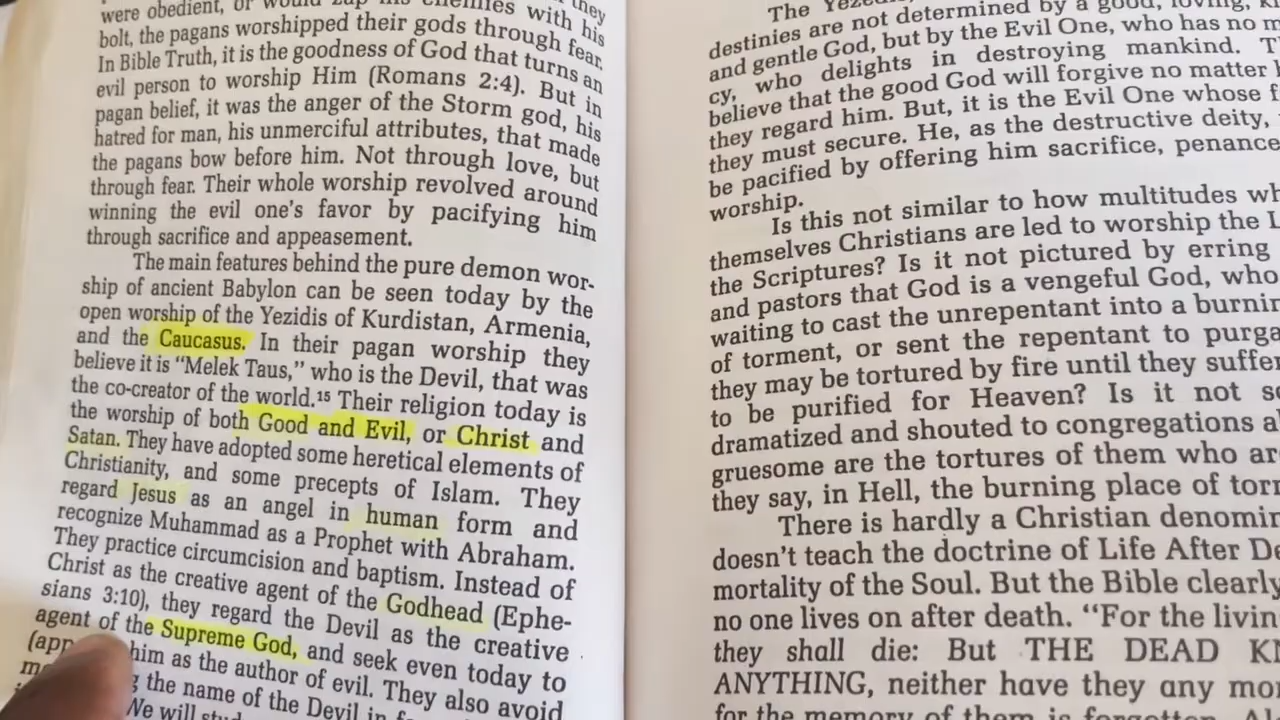 were obedient, or would zap his enemies with his
bolt, the pagans worshipped their gods through fear.
In Bible Truth, it is the goodness of God that turns an
evil person to worship Him (Romans 2:4). But in
pagan belief, it was the anger of the Storm god, his
hatred for man, his unmerciful attributes, that made
the pagans bow before him. Not through love, but
through fear. Their whole worship revolved around
winning the evil one's favor by pacifying him
through sacrifice and appeasement.
The main features behind the pure demon wor-
ship of ancient Babylon can be seen today by the
open worship of the Yezidis of Kurdistan, Armenia,
and the Caucasus. In their pagan worship they
believe it is "Melek Taus," who is the Devil, that was
the co-creator of the world.¹⁵ Their religion today is
the worship of both Good and Evil, or Christ and
Satan. They have adopted some heretical elements of
Christianity, and some precepts of Islam. They
regard Jesus as an angel in human form and
recognize Muhammad as a Prophet with Abraham.
They practice circumcision and baptism. Instead of
Christ as the creative agent of the Godhead (Ephe-
sians 3:10), they regard the Devil as the creative
agent of the Supreme God, and seek even today to
(app him as the author of evil. They also avoid
the name of the Devil in
We will
The
destinies are not determined by a good, loving,
and gentle God, but by the Evil One, who has no m
cy, who delights in destroying mankind. T
believe that the good God will forgive no matter
they regard him. But, it is the Evil One whose f
they must secure. He, as the destructive deity,
be pacified by offering him sacrifice, penance
worship.
Is this not similar to how multitudes wh
themselves Christians are led to worship the
the Scriptures? Is it not pictured by erring
and pastors that God is a vengeful God, who
waiting to cast the unrepentant into a burnin
of torment, or sent the repentant to purga
they may be tortured by fire until they suffer
to be purified for Heaven? Is it not so
dramatized and shouted to congregations a
gruesome are the tortures of them who ar
they say, in Hell, the burning place of torr
There is hardly a Christian denomin
doesn't teach the doctrine of Life After De
mortality of the Soul. But the Bible clearly
no one lives on after death. "For the livin
they shall die: But THE DEAD KN
ANYTHING, neither have they any mor
for the memory of them is forgotten.